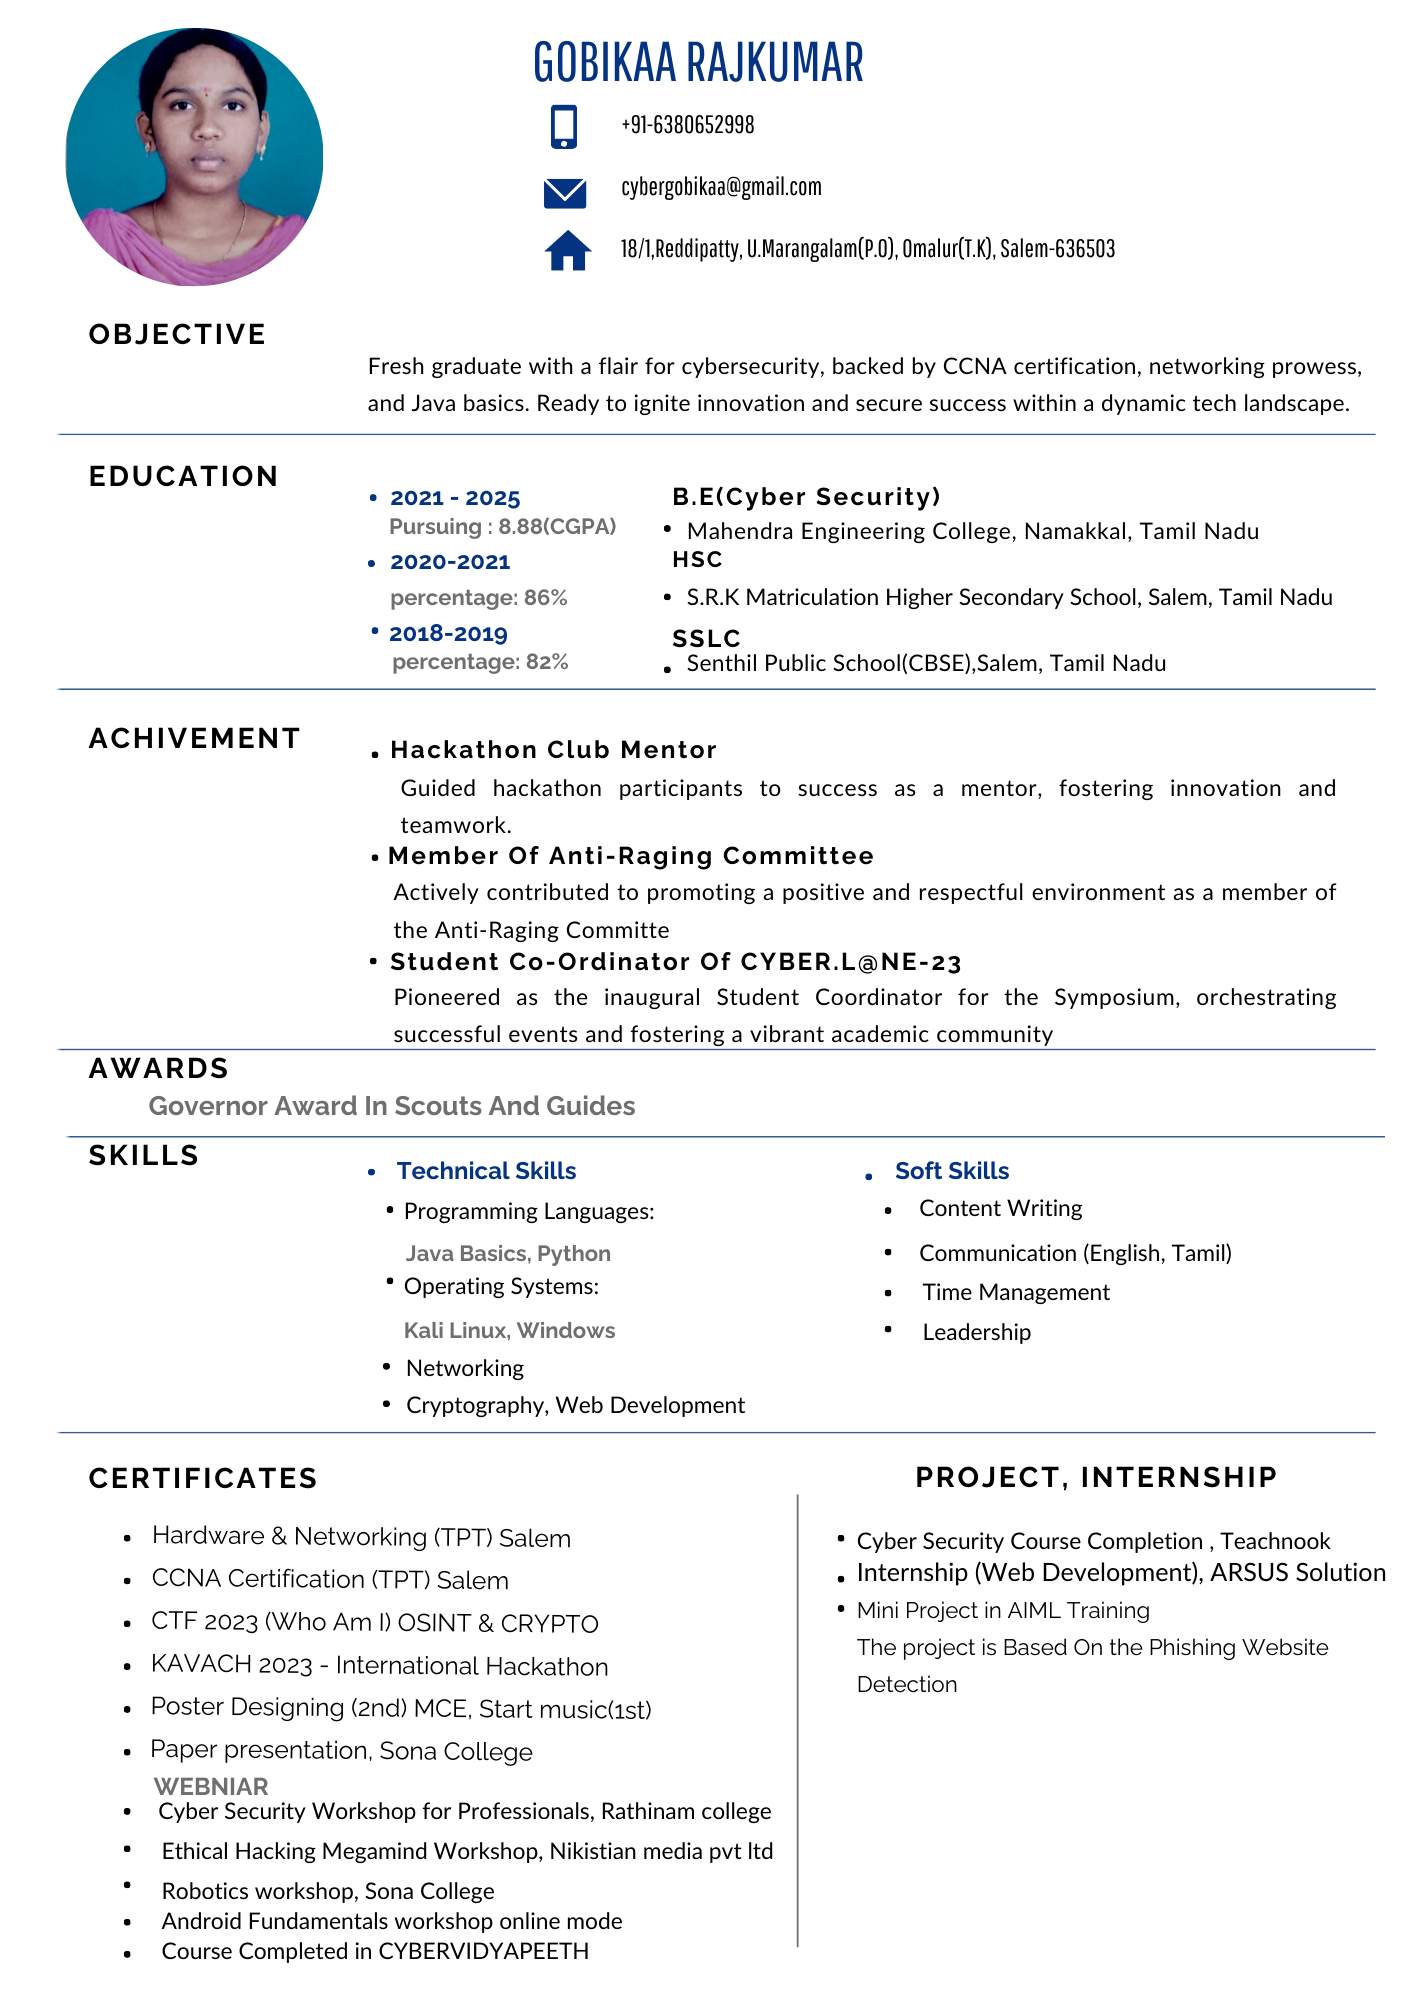 GOBIKAA RAJKUMAR
+91-6380652998
cybergobikaa@gmail.com
18/1,Reddipatty, U.Marangalam(P.O), Omalur(T.K), Salem-636503
OBJECTIVE
Fresh graduate with a flair for cybersecurity, backed by CCNA certification, networking prowess,
and Java basics. Ready to ignite innovation and secure success within a dynamic tech landscape.
EDUCATION
• 2021 - 2025
Pursuing : 8.88(CGPA)
B.E(Cyber Security)
• Mahendra Engineering College, Namakkal, Tamil Nadu
• 2020-2021
percentage: 86%
HSC
• S.R.K Matriculation Higher Secondary School, Salem, Tamil Nadu
• 2018-2019
percentage: 82%
SSLC
• Senthil Public School(CBSE),Salem, Tamil Nadu
ACHIVEMENT
• Hackathon Club Mentor
Guided hackathon participants to success as a mentor, fostering innovation and
teamwork.
• Member Of Anti-Raging Committee
Actively contributed to promoting a positive and respectful environment as a member of
the Anti-Raging Committe
• Student Co-Ordinator Of CYBER.L@NE-23
Pioneered as the inaugural Student Coordinator for the Symposium, orchestrating
successful events and fostering a vibrant academic community
AWARDS
Governor Award In Scouts And Guides
SKILLS
• Technical Skills
• Programming Languages:
Java Basics, Python
• Operating Systems:
Kali Linux, Windows
• Networking
• Cryptography, Web Development
• Soft Skills
• Content Writing
• Communication (English, Tamil)
• Time Management
• Leadership
CERTIFICATES
• Hardware & Networking (TPT) Salem
• CCNA Certification (TPT) Salem
• CTF 2023 (Who Am I) OSINT & CRYPTO
• KAVACH 2023 - International Hackathon
• Poster Designing (2nd) MCE, Start music(1st)
• Paper presentation, Sona College
WEBNIAR
• Cyber Security Workshop for Professionals, Rathinam college
• Ethical Hacking Megamind Workshop, Nikistian media pvt ltd
• Robotics workshop, Sona College
• Android Fundamentals workshop online mode
• Course Completed in CYBERVIDYAPEETH
PROJECT, INTERNSHIP
• Cyber Security Course Completion , Teachnook
• Internship (Web Development), ARSUS Solution
• Mini Project in AIML Training
The project is Based On the Phishing Website
Detection